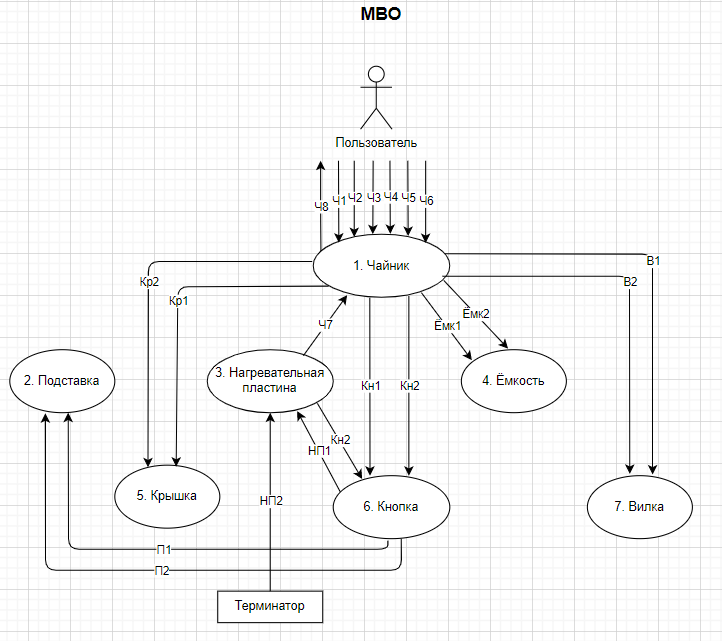 МВО
Пользователь
Ч8
Ч1
Ч2
Ч3
Ч4
Ч5
Ч6
1. Чайник
В1
В2
Кр2
Кр1
Ёмк2
Ёмк1
Ч7
2. Подставка
3. Нагревательная
пластина
4. Ёмкость
Кн1
Кн2
Кн2
НП1
5. Крышка
6. Кнопка
7. Вилка
НП2
П1
П2
Терминатор